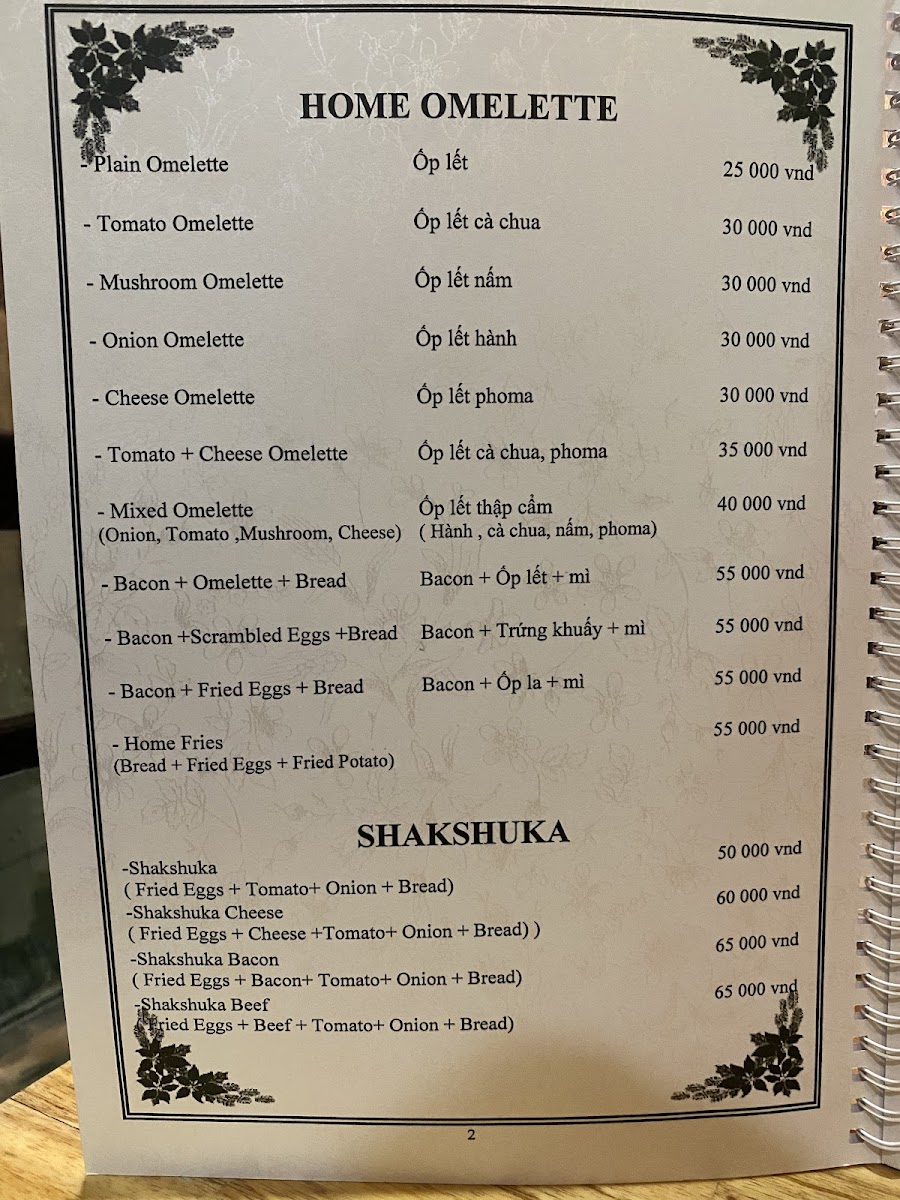 HOME OMELETTE
- Plain Omelette Ốp lết 25 000 vnd
- Tomato Omelette Ốp lết cà chua 30 000 vnd
- Mushroom Omelette Ốp lết nấm 30 000 vnd
- Onion Omelette Ốp lết hành 30 000 vnd
- Cheese Omelette Ốp lết phoma 30 000 vnd
- Tomato + Cheese Omelette Ốp lết cà chua, phoma 35 000 vnd
- Mixed Omelette Ốp lết thập cẩm 40 000 vnd
(Onion, Tomato ,Mushroom, Cheese) ( Hành , cà chua, nấm, phoma)
- Bacon + Omelette + Bread Bacon + Ốp lết + mì 55 000 vnd
- Bacon +Scrambled Eggs +Bread Bacon + Trứng khuấy + mì 55 000 vnd
- Bacon + Fried Eggs + Bread Bacon + Ốp la + mì 55 000 vnd
- Home Fries 55 000 vnd
(Bread + Fried Eggs + Fried Potato)
SHAKSHUKA
-Shakshuka 50 000 vnd
( Fried Eggs + Tomato+ Onion + Bread)
-Shakshuka Cheese 60 000 vnd
( Fried Eggs + Cheese +Tomato+ Onion + Bread) )
-Shakshuka Bacon 65 000 vnd
( Fried Eggs + Bacon+ Tomato+ Onion + Bread)
-Shakshuka Beef 65 000 vnd
( Fried Eggs + Beef + Tomato+ Onion + Bread)
2